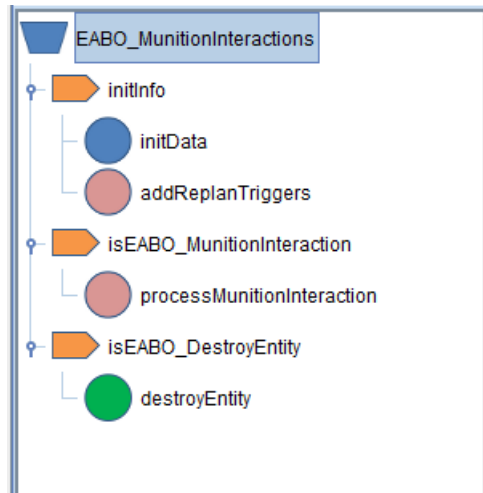 EABO_MunitionInteractions
initInfo
initData
addReplanTriggers
isEABO_MunitionInteraction
processMunitionInteraction
isEABO_DestroyEntity
destroyEntity